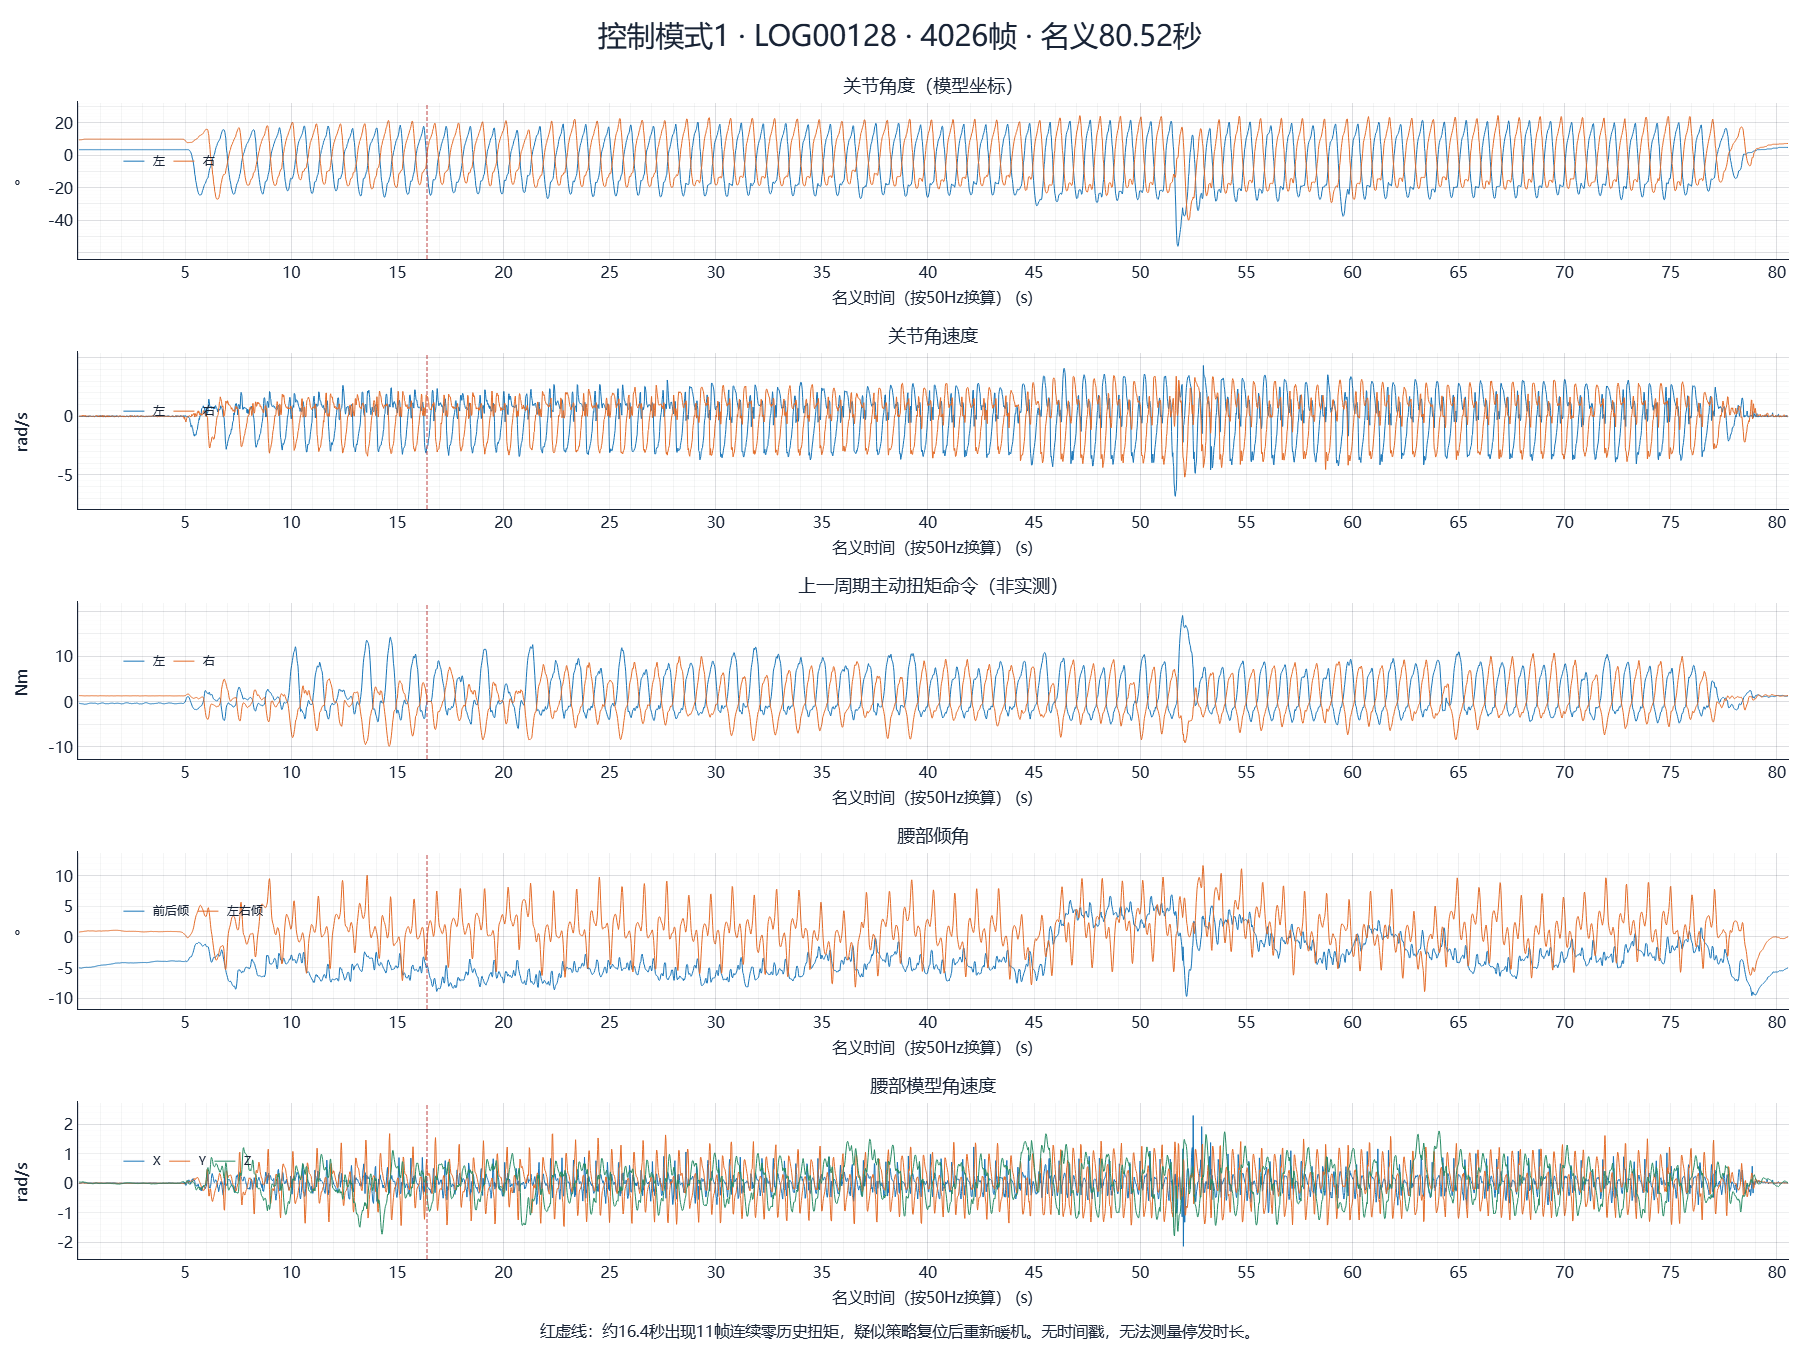 控制模式1 · LOG00128 · 4026帧 · 名义80.52秒
关节角度（模型坐标）
20
0
-20
-40
°
左 右
5 10 15 20 25 30 35 40 45 50 55 60 65 70 75 80
名义时间（按50Hz换算） (s)
关节角速度
0
-5
rad/s
左 右
5 10 15 20 25 30 35 40 45 50 55 60 65 70 75 80
名义时间（按50Hz换算） (s)
上一周期主动扭矩命令（非实测）
10
0
-10
Nm
左 右
5 10 15 20 25 30 35 40 45 50 55 60 65 70 75 80
名义时间（按50Hz换算） (s)
腰部倾角
10
5
0
-5
-10
°
前后倾 左右倾
5 10 15 20 25 30 35 40 45 50 55 60 65 70 75 80
名义时间（按50Hz换算） (s)
腰部模型角速度
2
1
0
-1
-2
rad/s
X Y Z
5 10 15 20 25 30 35 40 45 50 55 60 65 70 75 80
名义时间（按50Hz换算） (s)
红虚线：约16.4秒出现11帧连续零历史扭矩，疑似策略复位后重新暖机。无时间戳，无法测量停发时长。